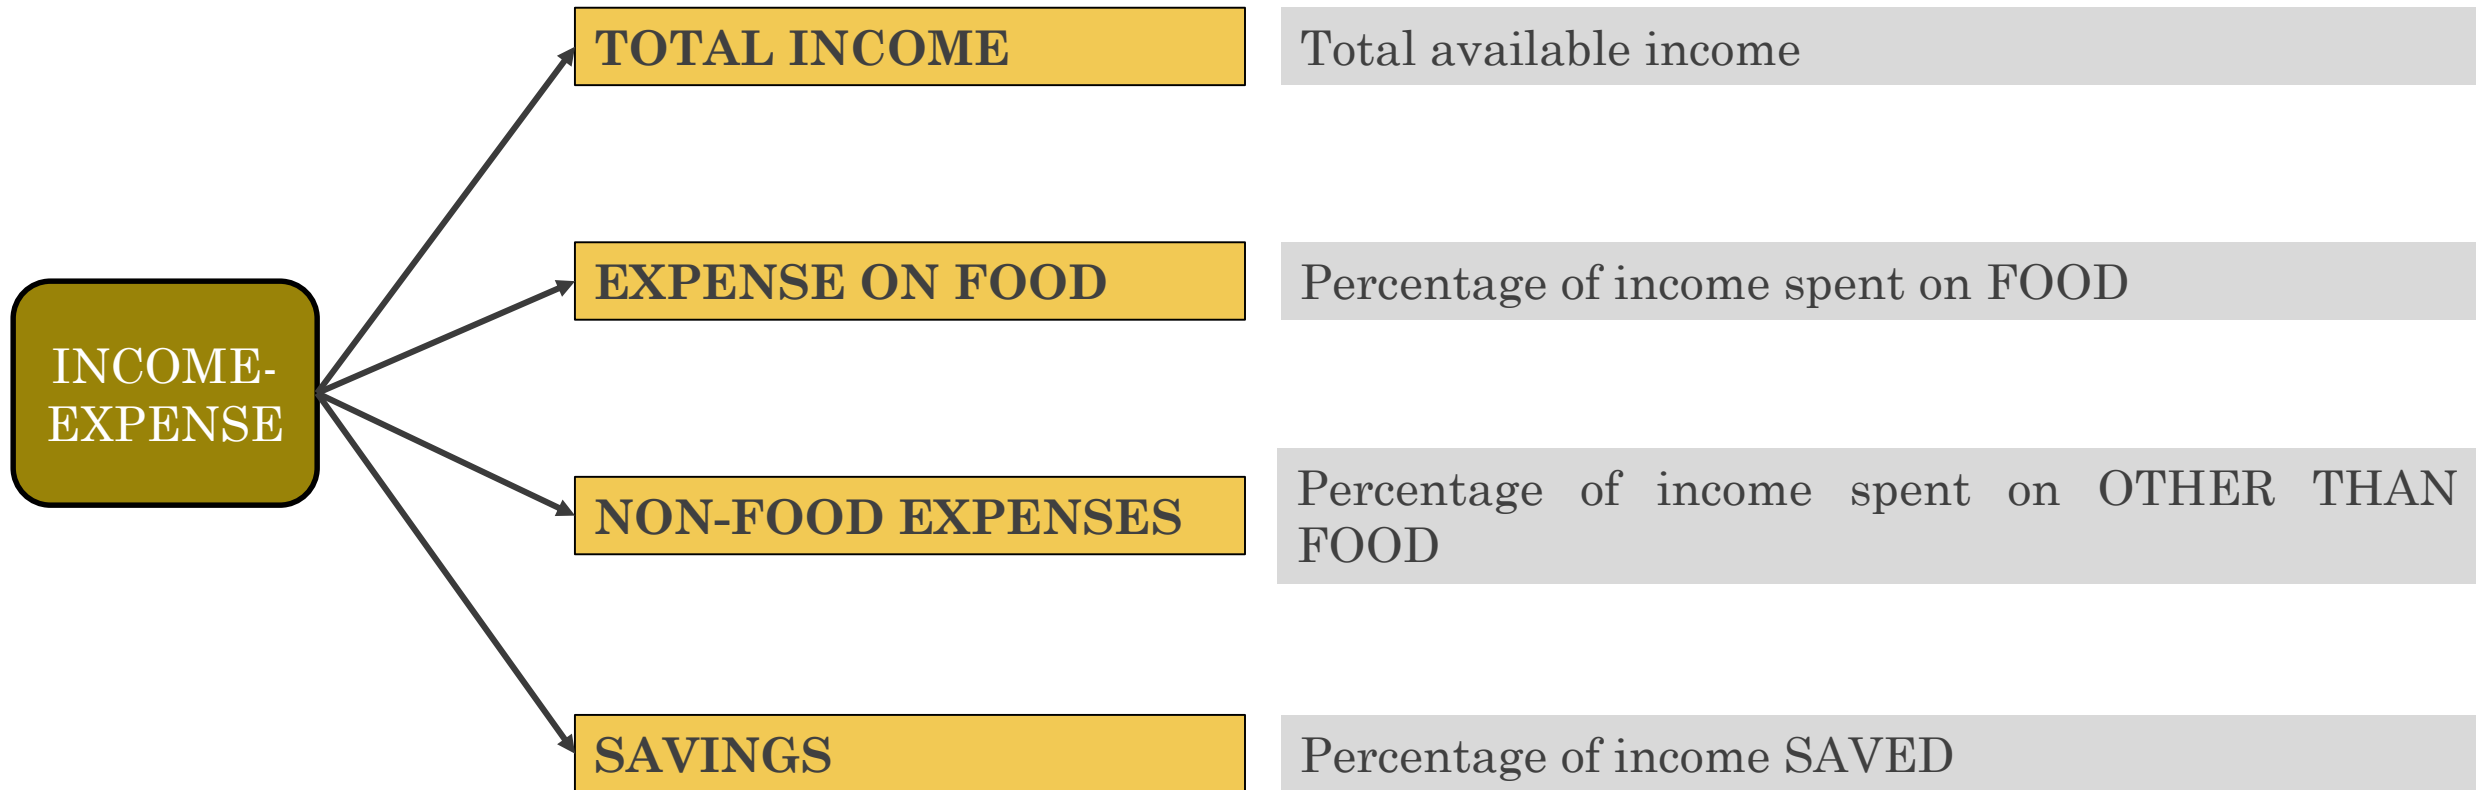 TOTAL INCOME
Total available income
EXPENSE ON FOOD
Percentage of income spent on FOOD
INCOME-
EXPENSE
NON-FOOD EXPENSES
Percentage of income spent on OTHER THAN
FOOD
SAVINGS
Percentage of income SAVED